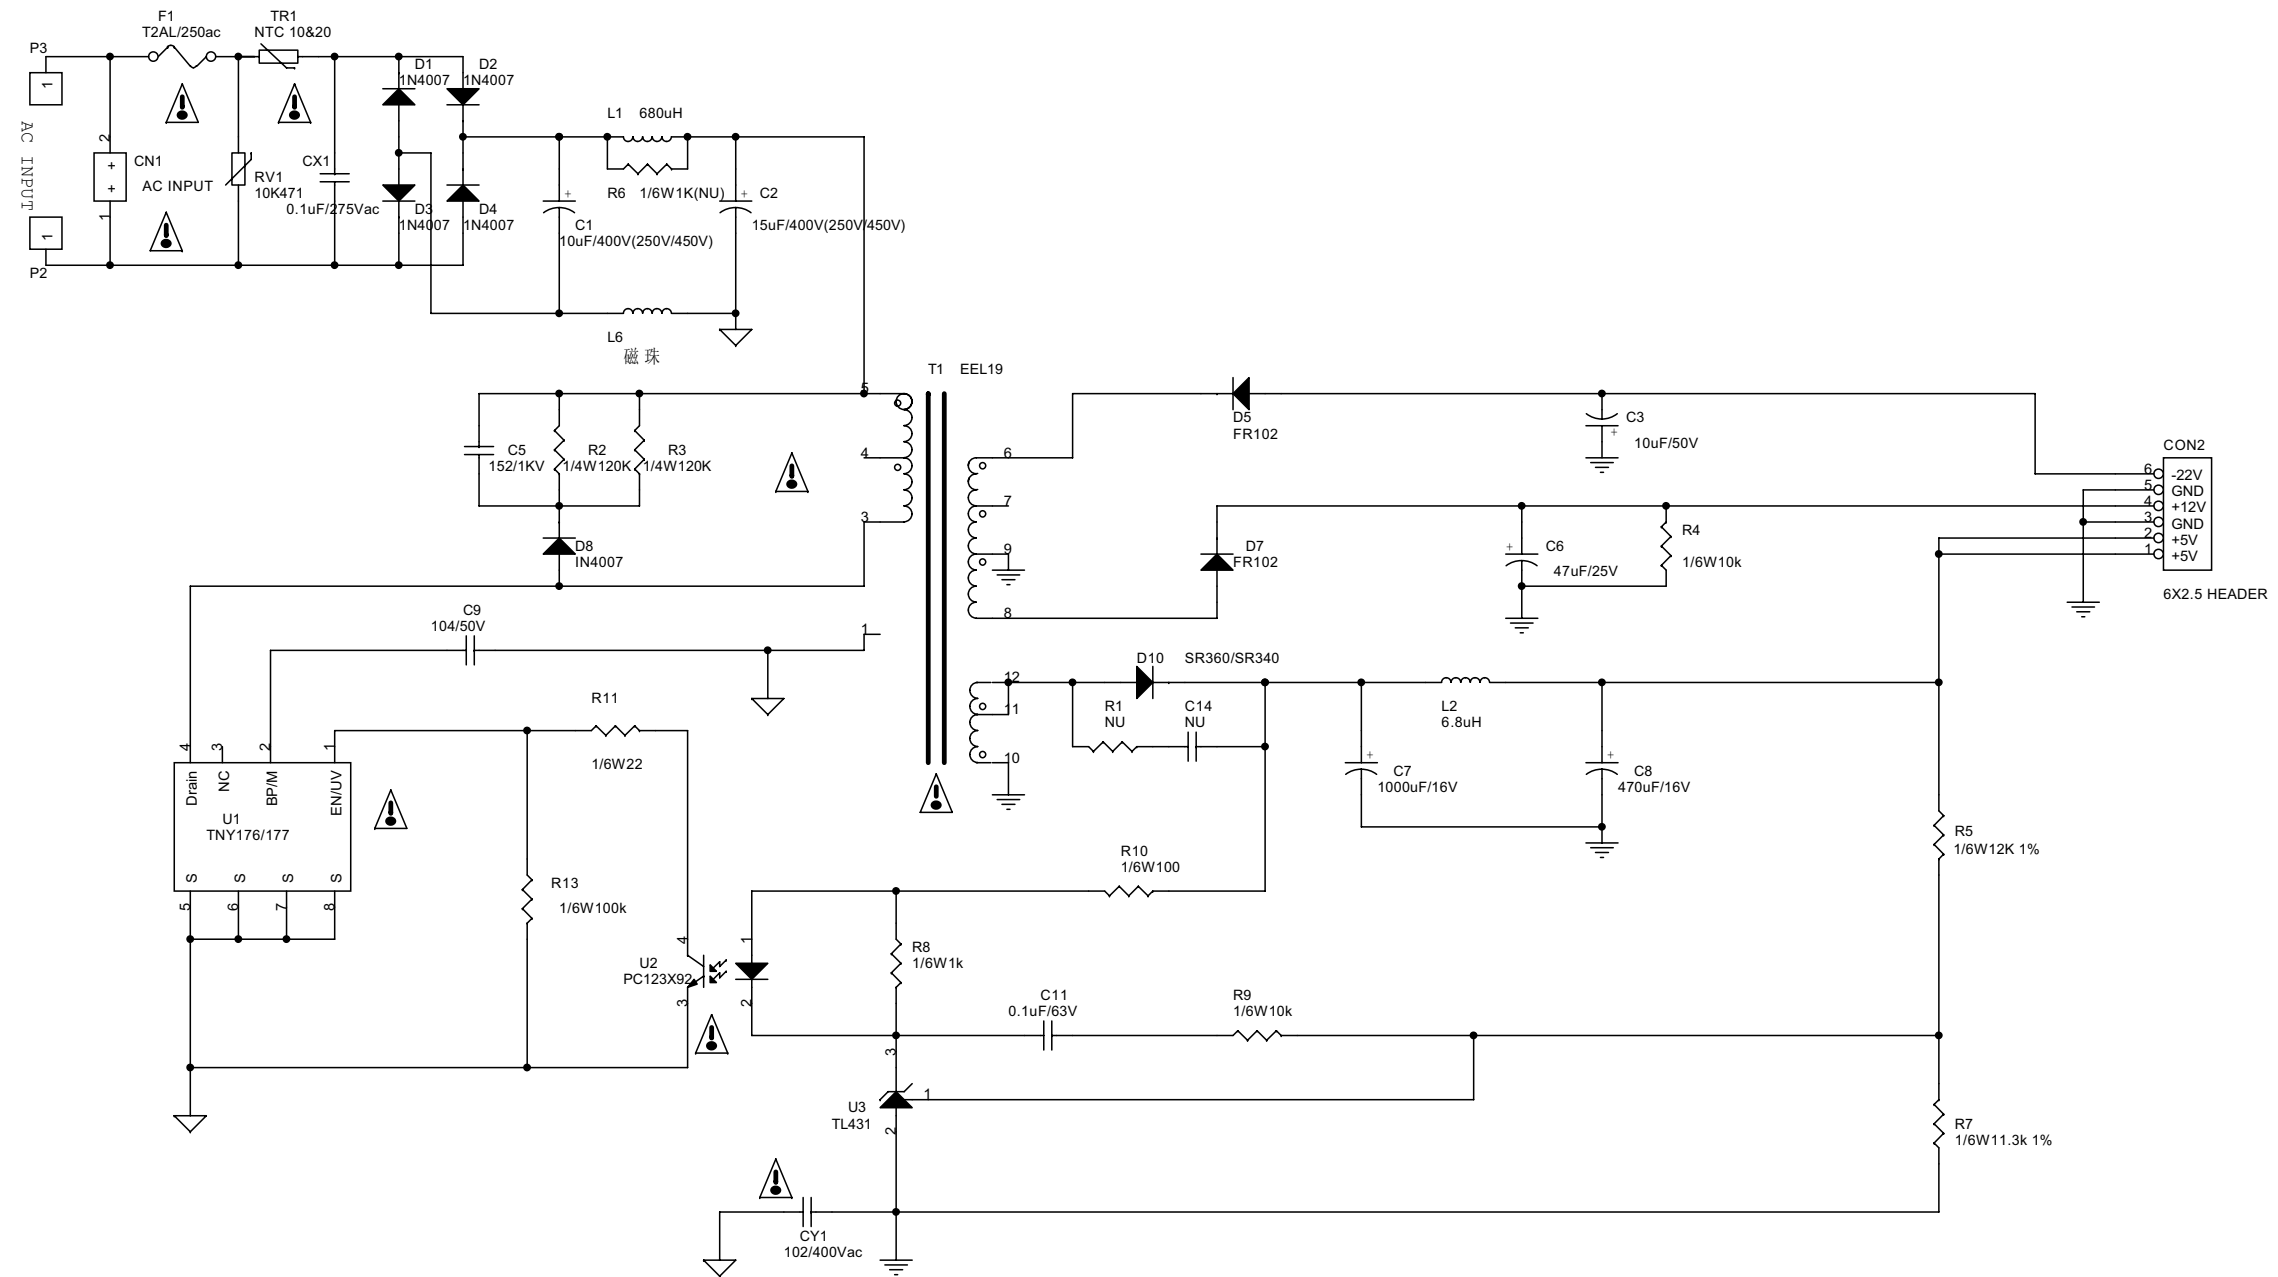 F1
T2AL/250ac
TR1
NTC 10&20
P3
1
AC INPUT
1
P2
2
CN1
+
+
1
AC INPUT
RV1
10K471
CX1
0.1uF/275Vac
D1
1N4007
D2
1N4007
D3
1N4007
D4
1N4007
L1 680uH
R6 1/6W1K(NU)
+
C1
10uF/400V(250V/450V)
+
C2
15uF/400V(250V/450V)
L6
磁珠
T1 EEL19
5
4
3
1
C5
152/1KV
R2
1/4W120K
R3
1/4W120K
D8
IN4007
C9
104/50V
6
7
9
8
12
11
10
D5
FR102
C3
+
10uF/50V
D7
FR102
+
C6
47uF/25V
R4
1/6W10k
CON2
6
-22V
5
GND
4
+12V
3
GND
2
+5V
1
+5V
6X2.5 HEADER
D10 SR360/SR340
R1
NU
C14
NU
+
C7
1000uF/16V
L2
6.8uH
+
C8
470uF/16V
R11
1/6W22
4
3
2
1
Drain
NC
BP/M
EN/UV
U1
TNY176/177
S
S
S
S
5
6
7
8
R13
1/6W100k
R10
1/6W100
R5
1/6W12K 1%
4
U2
PC123X92
3
1
2
R8
1/6W1k
C11
0.1uF/63V
R9
1/6W10k
3
1
U3
TL431
2
R7
1/6W11.3k 1%
CY1
102/400Vac